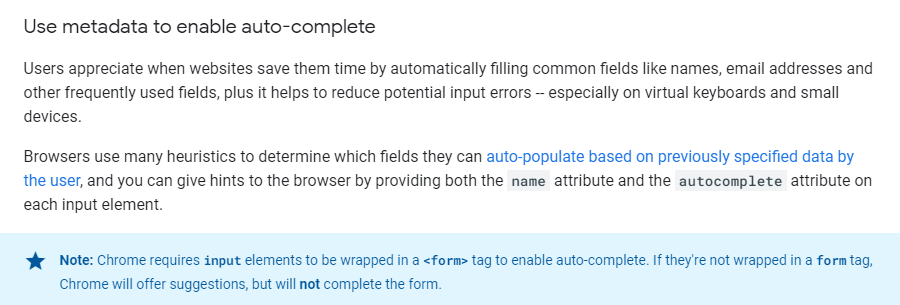 Use metadata to enable auto-complete
Users appreciate when websites save them time by automatically filling common fields like names, email addresses and
other frequently used fields, plus it helps to reduce potential input errors -- especially on virtual keyboards and small
devices.
Browsers use many heuristics to determine which fields they can auto-populate based on previously specified data by
the user, and you can give hints to the browser by providing both the name attribute and the autocomplete attribute on
each input element.
Note: Chrome requires input elements to be wrapped in a <form> tag to enable auto-complete. If they're not wrapped in a form tag,
Chrome will offer suggestions, but will not complete the form.